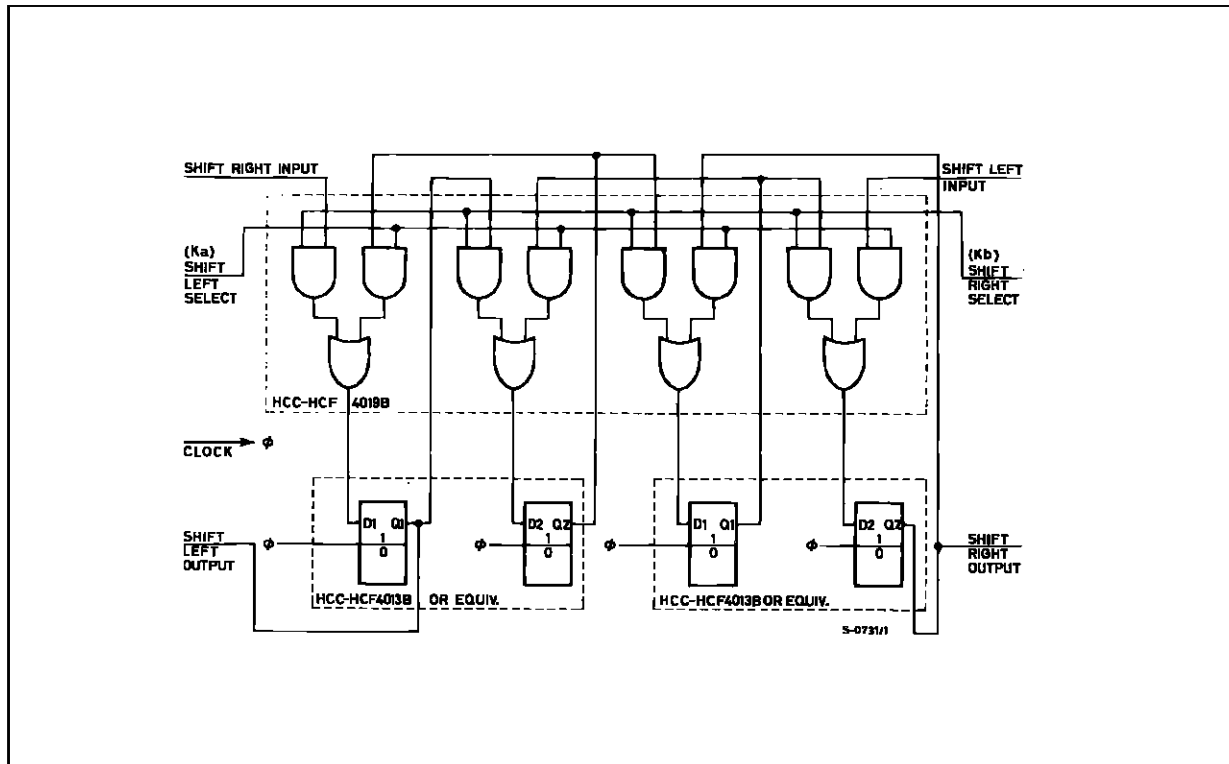 SHIFT RIGHT INPUT
SHIFT LEFT
INPUT
(Ka)
SHIFT
LEFT
SELECT
(Kb)
SHIFT
RIGHT
SELECT
HCC-HCF 4019B
CLOCK ϕ
D1 Q1
1
0
D2 Q2
1
0
D1 Q1
1
0
D2 Q2
1
0
ϕ
ϕ
ϕ
ϕ
SHIFT
LEFT
OUTPUT
SHIFT
RIGHT
OUTPUT
HCC-HCF4013B OR EQUIV.
HCC-HCF4013B OR EQUIV.
S-0731/1